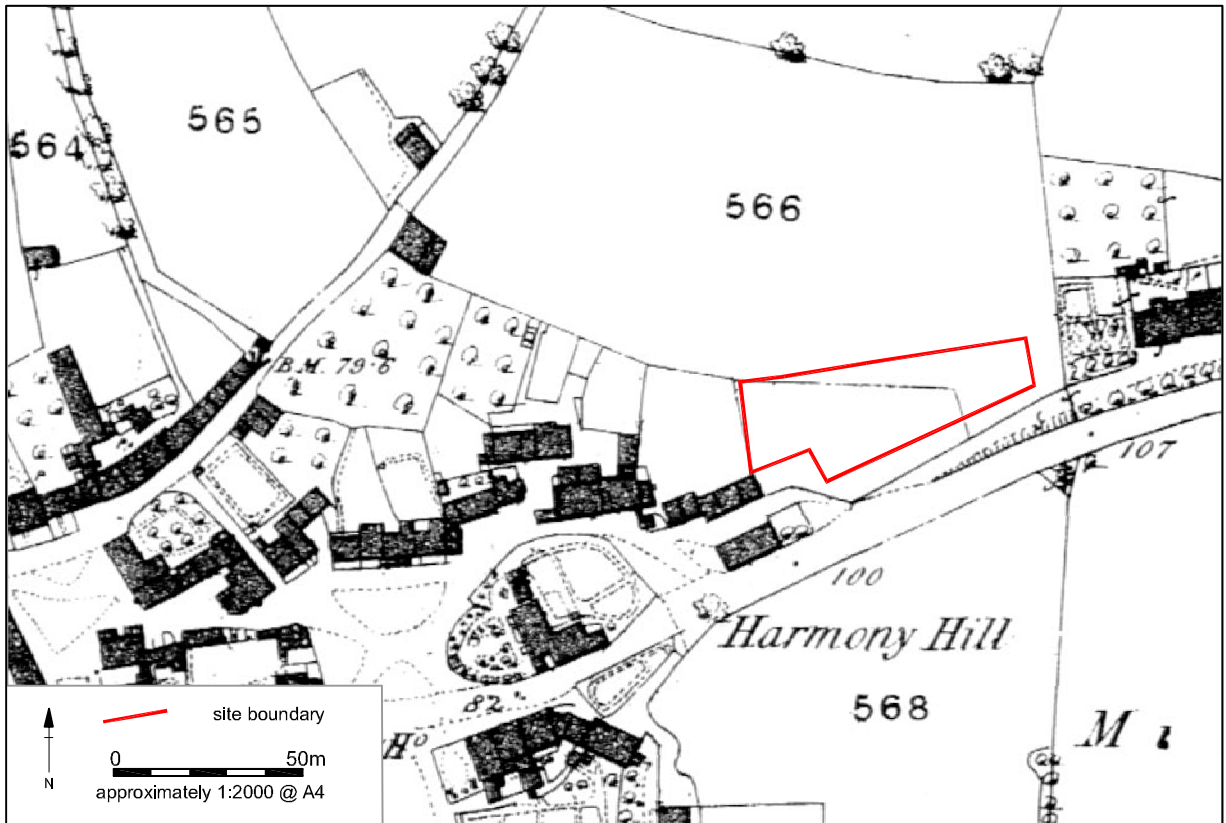 565
564
566
B.M. 79·6
107
100
Harmony Hill
82
568
Hº
M
site boundary
0 50m
approximately 1:2000 @ A4
N